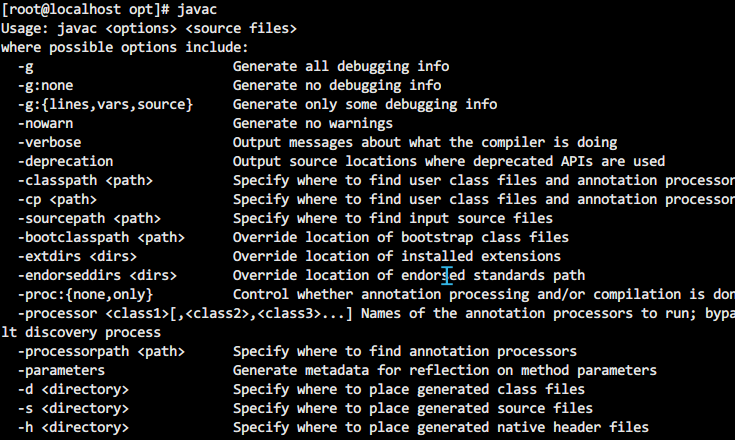 [root@localhost opt]# javac
Usage: javac <options> <source files>
where possible options include:
  -g                         Generate all debugging info
  -g:none                    Generate no debugging info
  -g:{lines,vars,source}     Generate only some debugging info
  -nowarn                    Generate no warnings
  -verbose                   Output messages about what the compiler is doing
  -deprecation               Output source locations where deprecated APIs are used
  -classpath <path>          Specify where to find user class files and annotation processor
  -cp <path>                 Specify where to find user class files and annotation processor
  -sourcepath <path>         Specify where to find input source files
  -bootclasspath <path>      Override location of bootstrap class files
  -extdirs <dirs>            Override location of installed extensions
  -endorseddirs <dirs>       Override location of endorsed standards path
  -proc:{none,only}          Control whether annotation processing and/or compilation is don
  -processor <class1>[,<class2>,<class3>...] Names of the annotation processors to run; bypa
lt discovery process
  -processorpath <path>      Specify where to find annotation processors
  -parameters                Generate metadata for reflection on method parameters
  -d <directory>             Specify where to place generated class files
  -s <directory>             Specify where to place generated source files
  -h <directory>             Specify where to place generated native header files